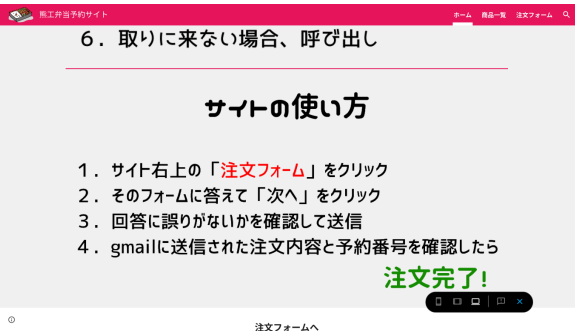 熊工弁当予約サイト
ホーム 商品一覧 注文フォーム
6. 取りに来ない場合、呼び出し
サイトの使い方
1. サイト右上の「注文フォーム」をクリック
2. そのフォームに答えて「次へ」をクリック
3. 回答に誤りがないかを確認して送信
4. gmailに送信された注文内容と予約番号を確認したら
注文完了!
注文フォームへ